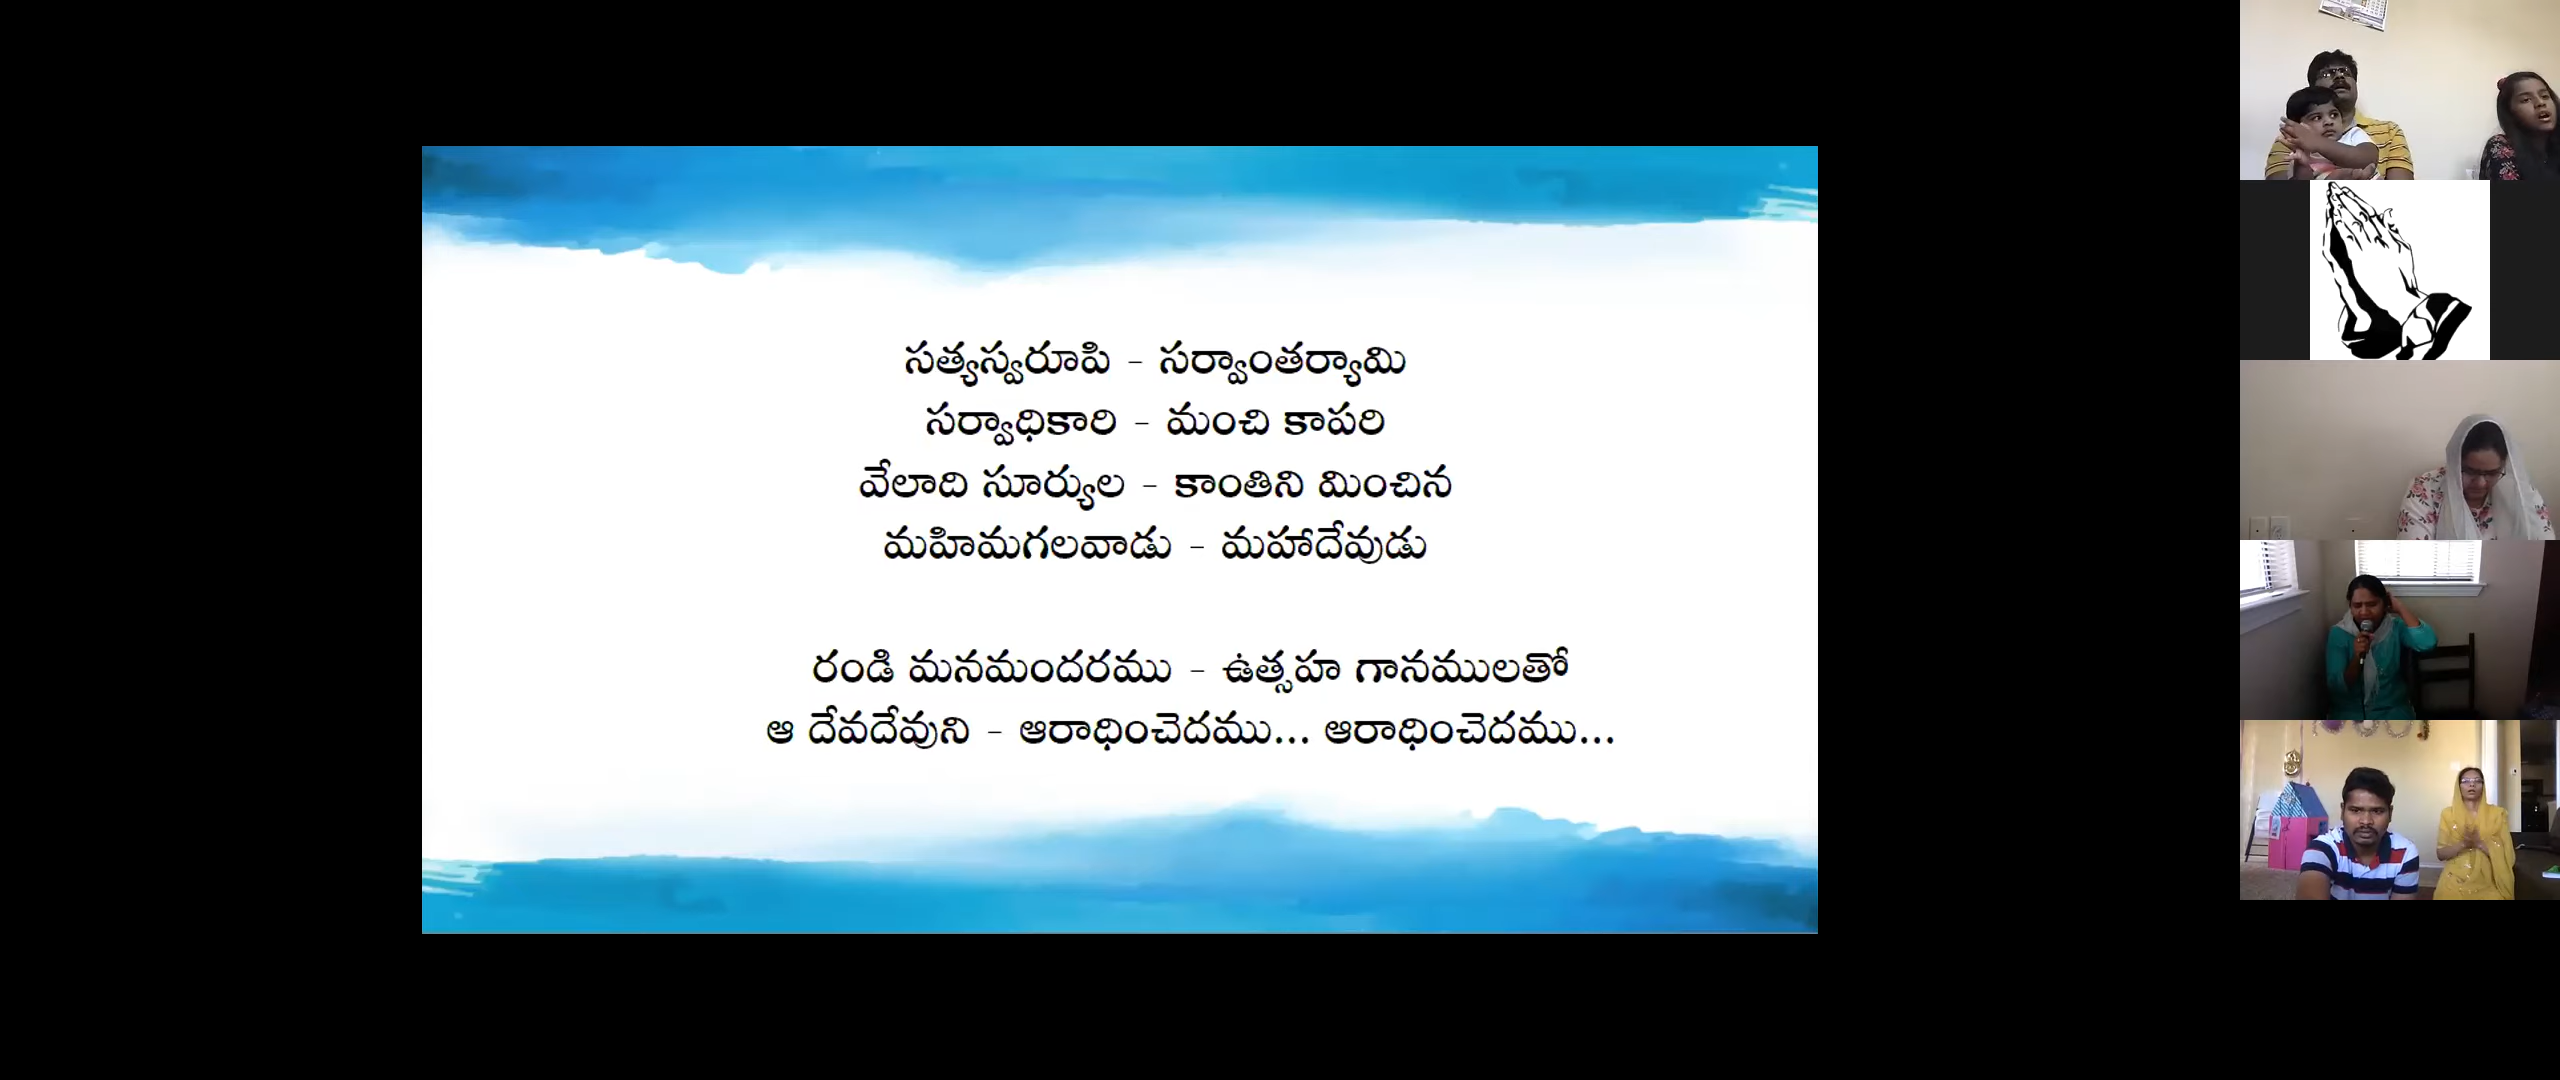 సత్యస్వరూపి - సర్వాంతర్యామి
సర్వాధికారి - మంచి కాపరి
వేలాది సూర్యుల - కాంతిని మించిన
మహిమగలవాడు - మహాదేవుడు
రండి మనమందరము - ఉత్సహ గానములతో
ఆ దేవదేవుని - ఆరాధించెదము... ఆరాధించెదము...